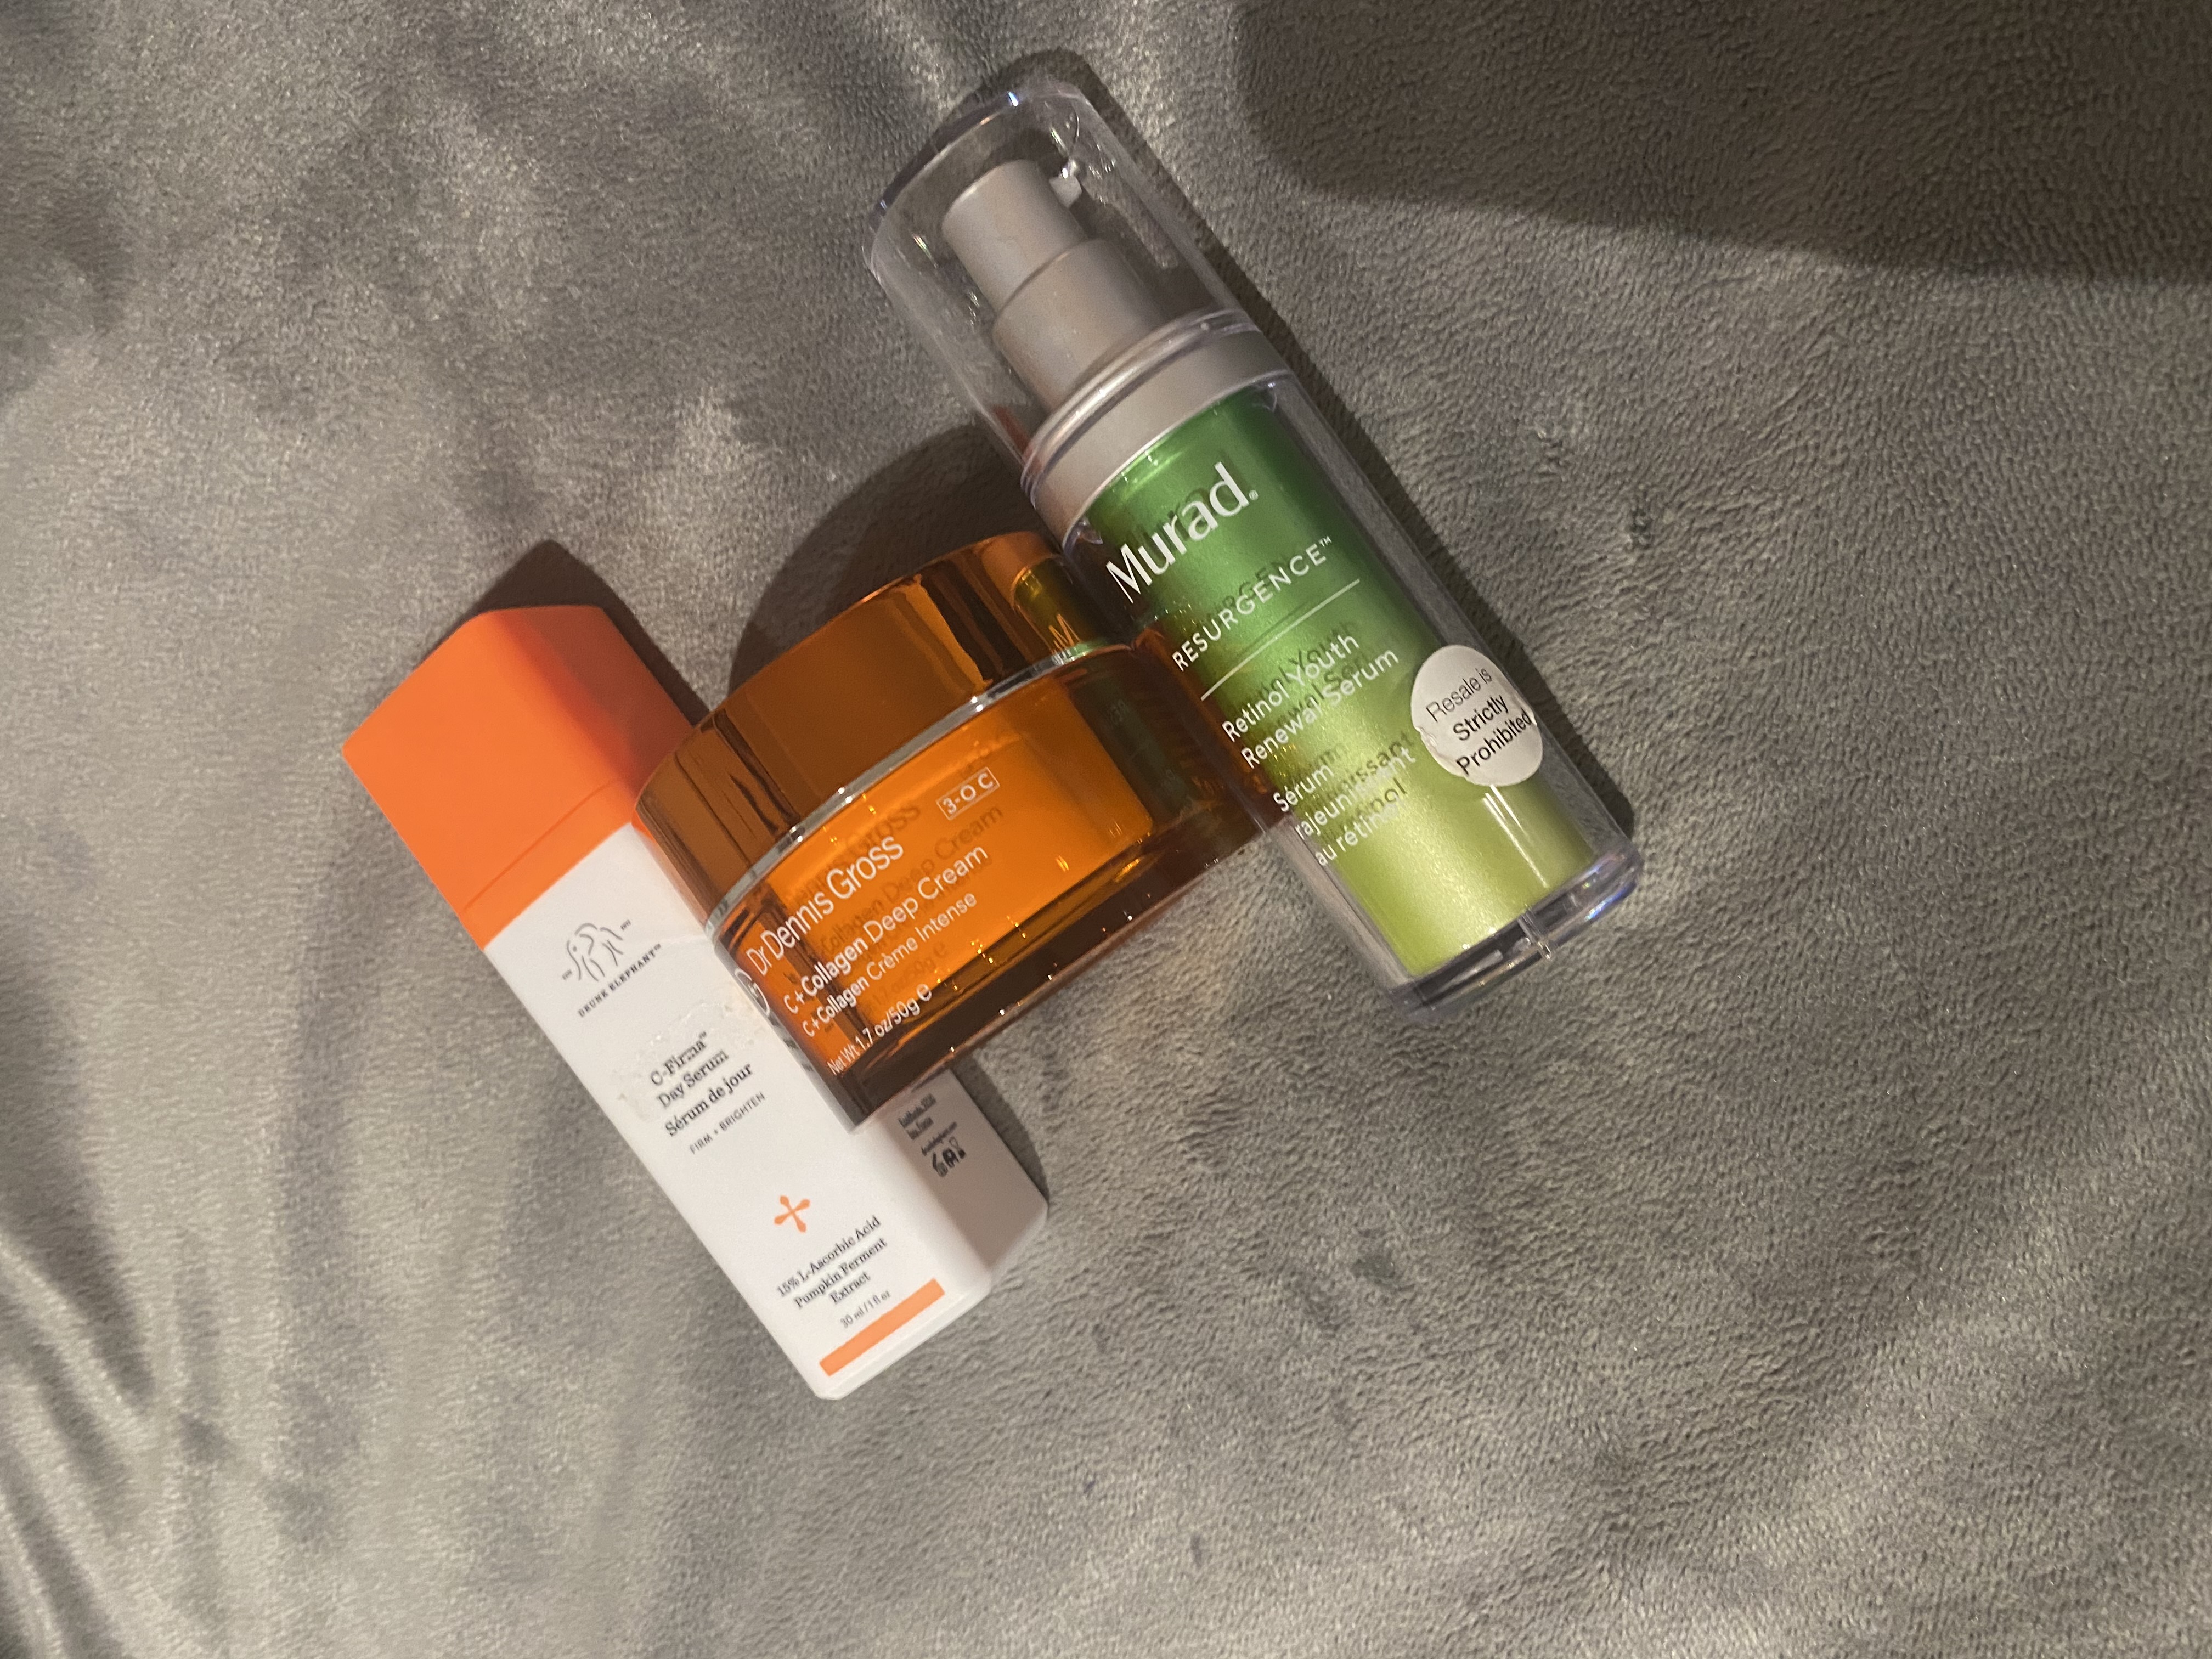 DRUNK ELEPHANT™
C-Firma™
Day Serum
Sérum de jour
FIRM + BRIGHTEN
15% L-Ascorbic Acid
Pumpkin Ferment
Extract
30 ml / 1 fl oz
3-O C
Dr Dennis Gross
C+Collagen Deep Cream
C+Collagen Crème Intense
Net Wt 1.7 oz/50g e
Murad®
RESURGENCE™
Retinol Youth
Renewal Serum
Sérum
rajeunissant
au rétinol
Resale is
Strictly
Prohibited